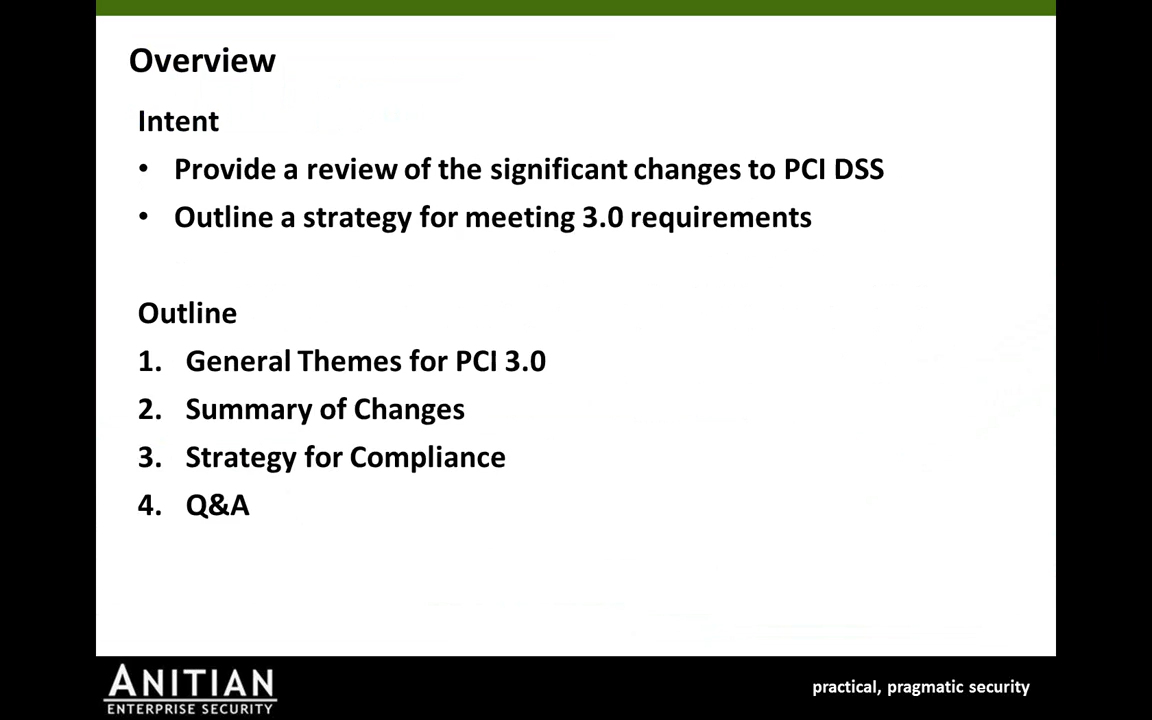 Overview
Intent
• Provide a review of the significant changes to PCI DSS
• Outline a strategy for meeting 3.0 requirements
Outline
1. General Themes for PCI 3.0
2. Summary of Changes
3. Strategy for Compliance
4. Q&A
ANITIAN
ENTERPRISE SECURITY
practical, pragmatic security